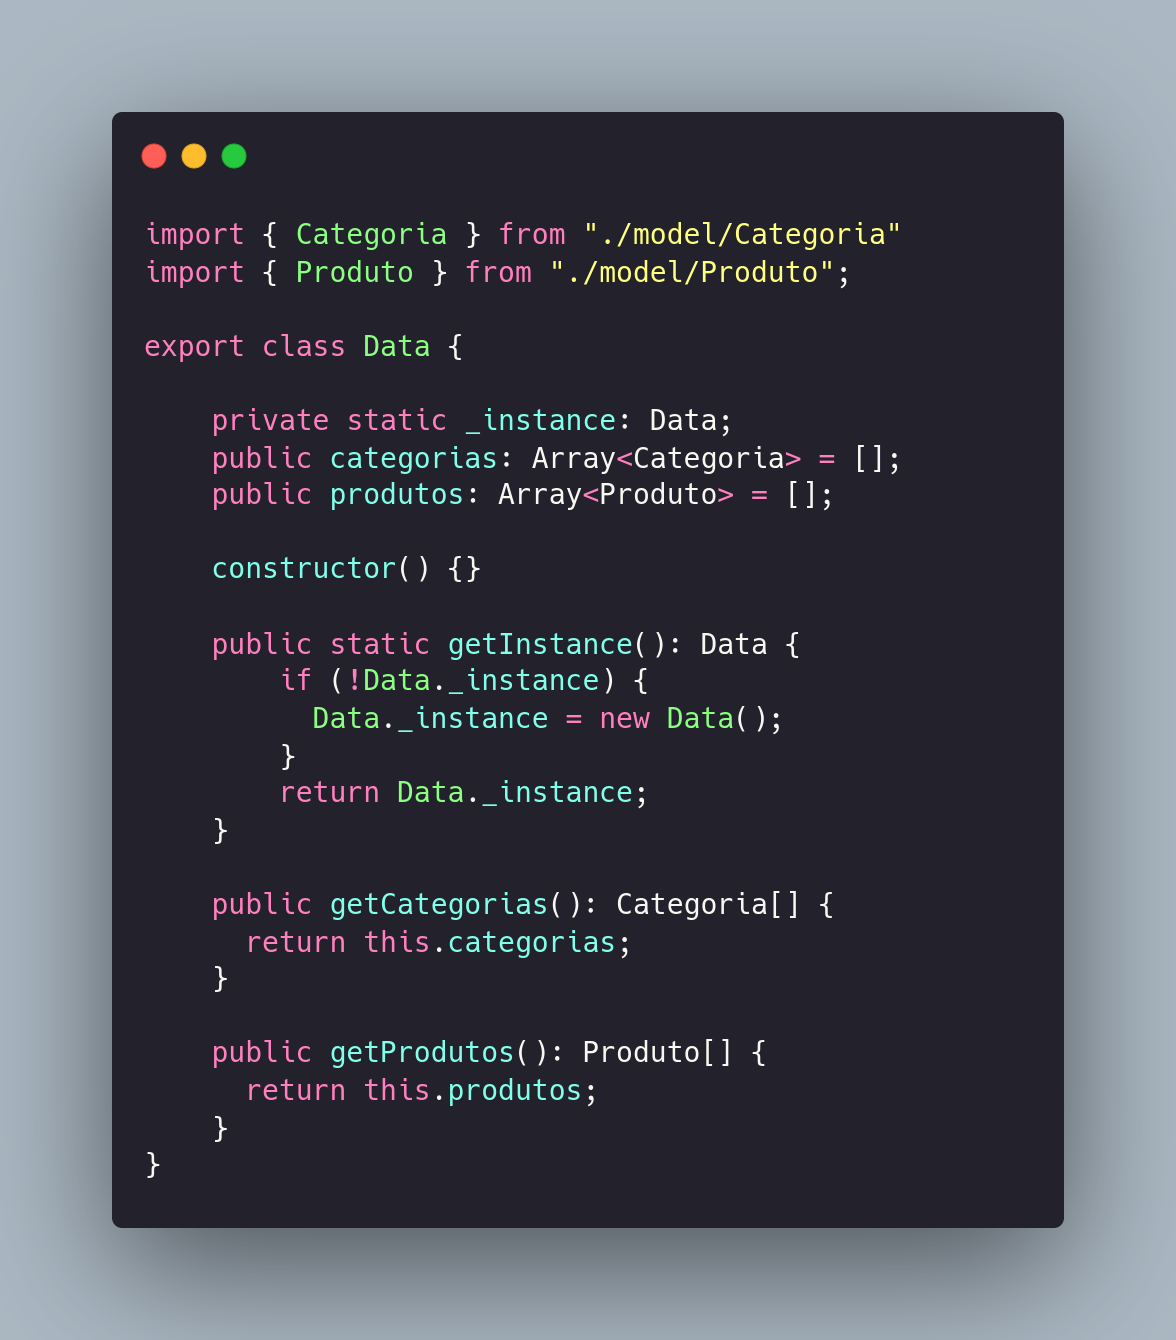 import { Categoria } from "./model/Categoria"
import { Produto } from "./model/Produto";

export class Data {

    private static _instance: Data;
    public categorias: Array<Categoria> = [];
    public produtos: Array<Produto> = [];

    constructor() {}

    public static getInstance(): Data {
        if (!Data._instance) {
          Data._instance = new Data();
        }
        return Data._instance;
    }

    public getCategorias(): Categoria[] {
      return this.categorias;
    }

    public getProdutos(): Produto[] {
      return this.produtos;
    }
}